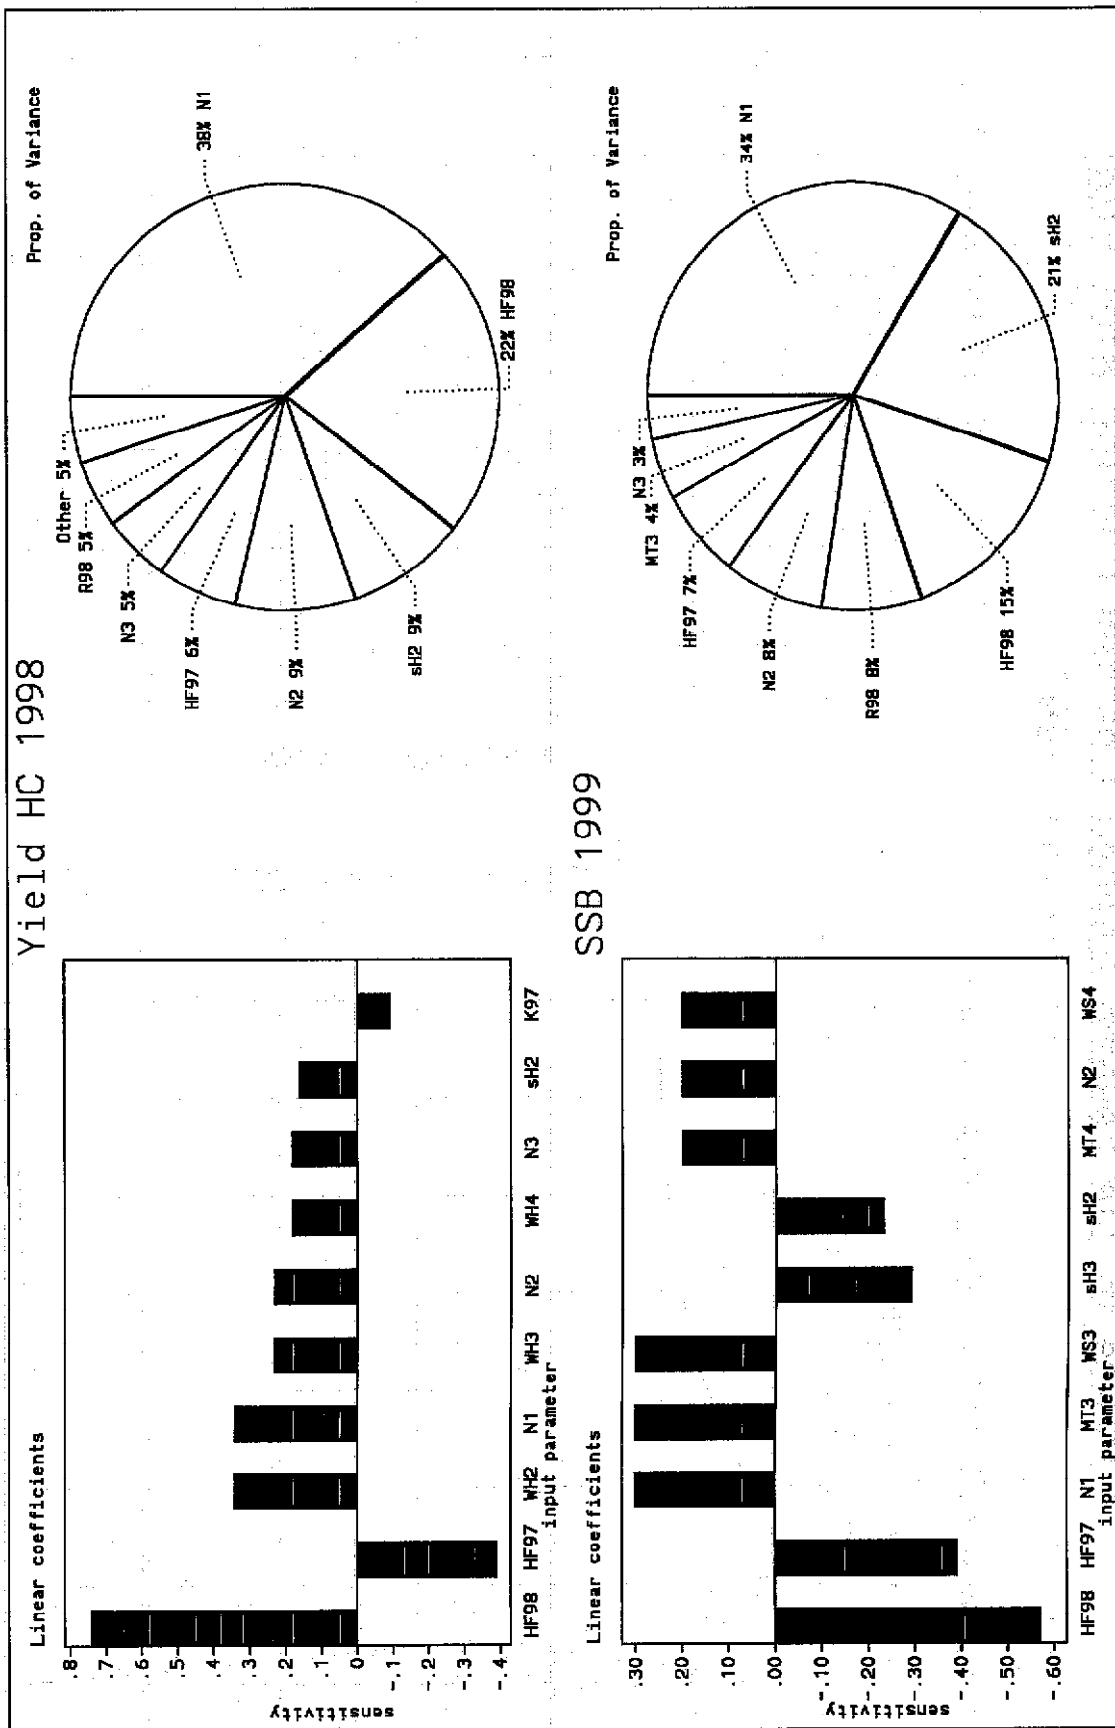 Yield HC 1998
Linear coefficients
sensitivity
.8
.7
.6
.5
.4
.3
.2
.1
0
-.1
-.2
-.3
-.4
HF98 HF97 WH2 N1 WH3 N2 WH4 N3 sH2 K97
input parameter
Prop. of Variance
38% N1
22% HF98
sH2 9%
N2 9%
HF97 6%
N3 5%
R98 5%
Other 5%
SSB 1999
Linear coefficients
sensitivity
.30
.20
.10
.00
-.10
-.20
-.30
-.40
-.50
-.60
HF98 HF97 N1 MT3 WS3 sH3 sH2 MT4 N2 WS4
input parameter
Prop. of Variance
34% N1
21% sH2
HF98 15%
R98 8%
N2 8%
HF97 7%
MT3 4%
N3 3%